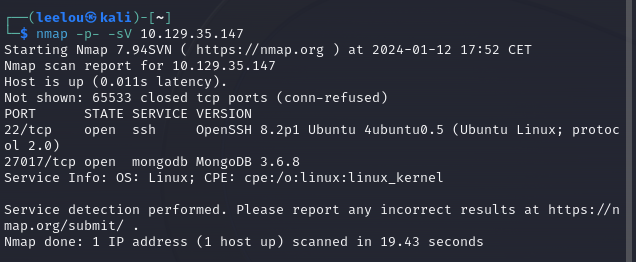 ┌──(leelou㉿kali)-[~]
└─$ nmap -p- -sV 10.129.35.147
Starting Nmap 7.94SVN ( https://nmap.org ) at 2024-01-12 17:52 CET
Nmap scan report for 10.129.35.147
Host is up (0.011s latency).
Not shown: 65533 closed tcp ports (conn-refused)
PORT      STATE SERVICE VERSION
22/tcp    open  ssh     OpenSSH 8.2p1 Ubuntu 4ubuntu0.5 (Ubuntu Linux; protoc
ol 2.0)
27017/tcp open  mongodb MongoDB 3.6.8
Service Info: OS: Linux; CPE: cpe:/o:linux:linux_kernel

Service detection performed. Please report any incorrect results at https://n
map.org/submit/ .
Nmap done: 1 IP address (1 host up) scanned in 19.43 seconds